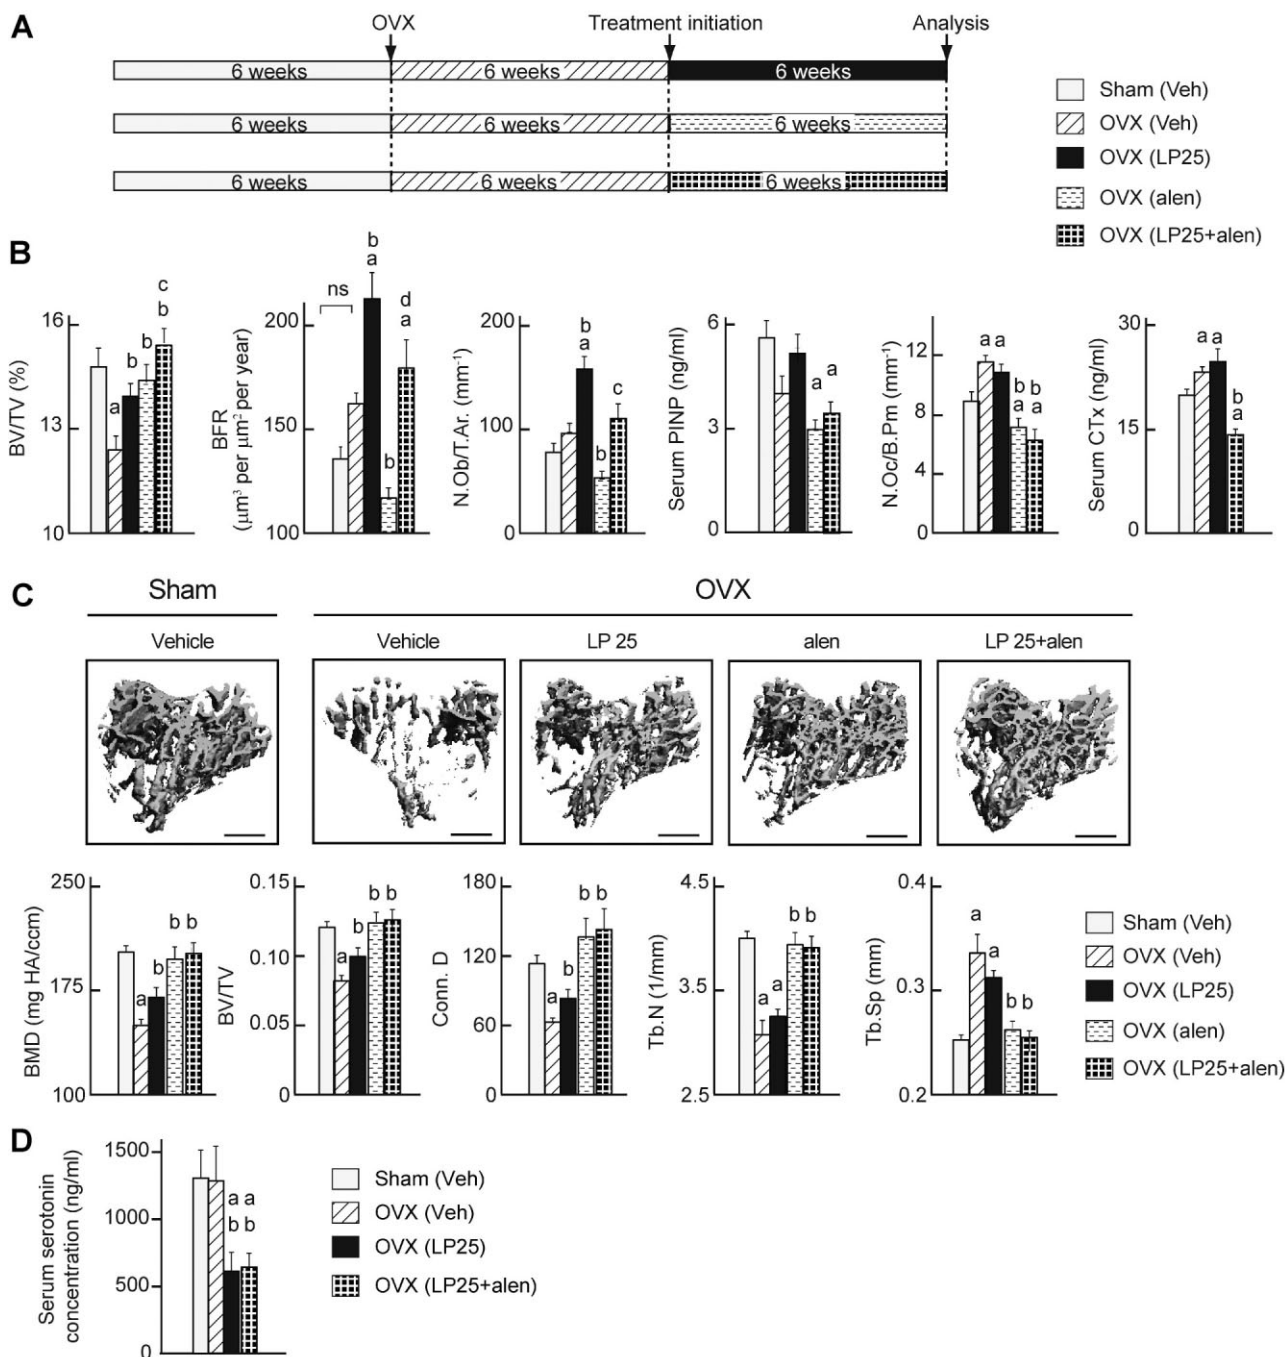 A
OVX
Treatment initiation
Analysis
6 weeks
6 weeks
6 weeks
6 weeks
6 weeks
6 weeks
6 weeks
6 weeks
6 weeks
Sham (Veh)
OVX (Veh)
OVX (LP25)
OVX (alen)
OVX (LP25+alen)
B
BV/TV (%)
16
13
10
a
b
b
c
b
BFR
(µm³ per µm² per year)
200
150
100
ns
b
a
b
d
a
N.Ob/T.Ar. (mm⁻¹)
200
100
0
b
a
b
c
Serum PINP (ng/ml)
6
3
0
a
a
N.Oc/B.Pm (mm⁻¹)
12
8
4
0
a a
b
a
b
a
Serum CTx (ng/ml)
30
15
0
a a
b
a
C
Sham
OVX
Vehicle
Vehicle
LP 25
alen
LP 25+alen
BMD (mg HA/ccm)
250
175
100
a
b
b b
BV/TV
0.15
0.10
0.05
0
a
b
b b
Conn. D
180
120
60
0
a
b
b b
Tb.N (1/mm)
4.5
3.5
2.5
a a
b b
Tb.Sp (mm)
0.4
0.3
0.2
a
a
b b
Sham (Veh)
OVX (Veh)
OVX (LP25)
OVX (alen)
OVX (LP25+alen)
D
Serum serotonin
concentration (ng/ml)
1500
1000
500
0
a a
b b
Sham (Veh)
OVX (Veh)
OVX (LP25)
OVX (LP25+alen)